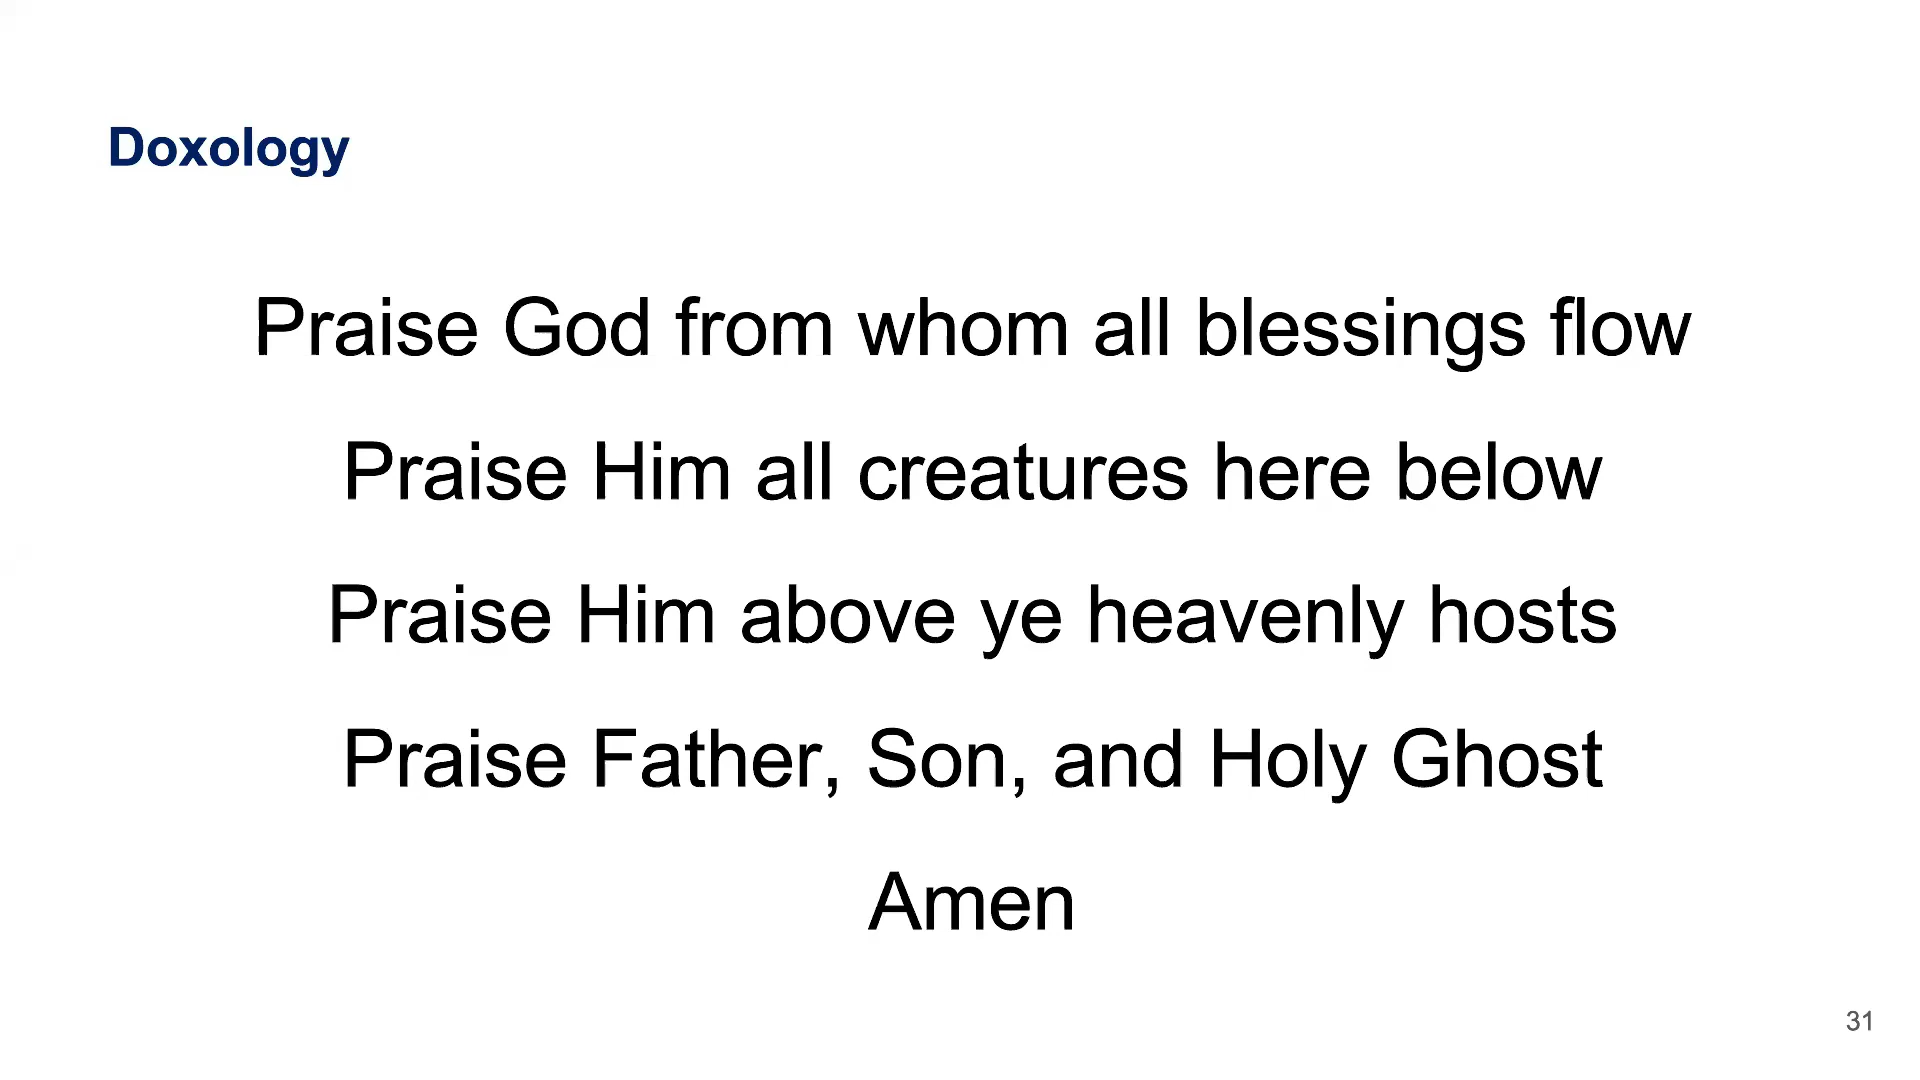 Doxology
Praise God from whom all blessings flow
Praise Him all creatures here below
Praise Him above ye heavenly hosts
Praise Father, Son, and Holy Ghost
Amen
31